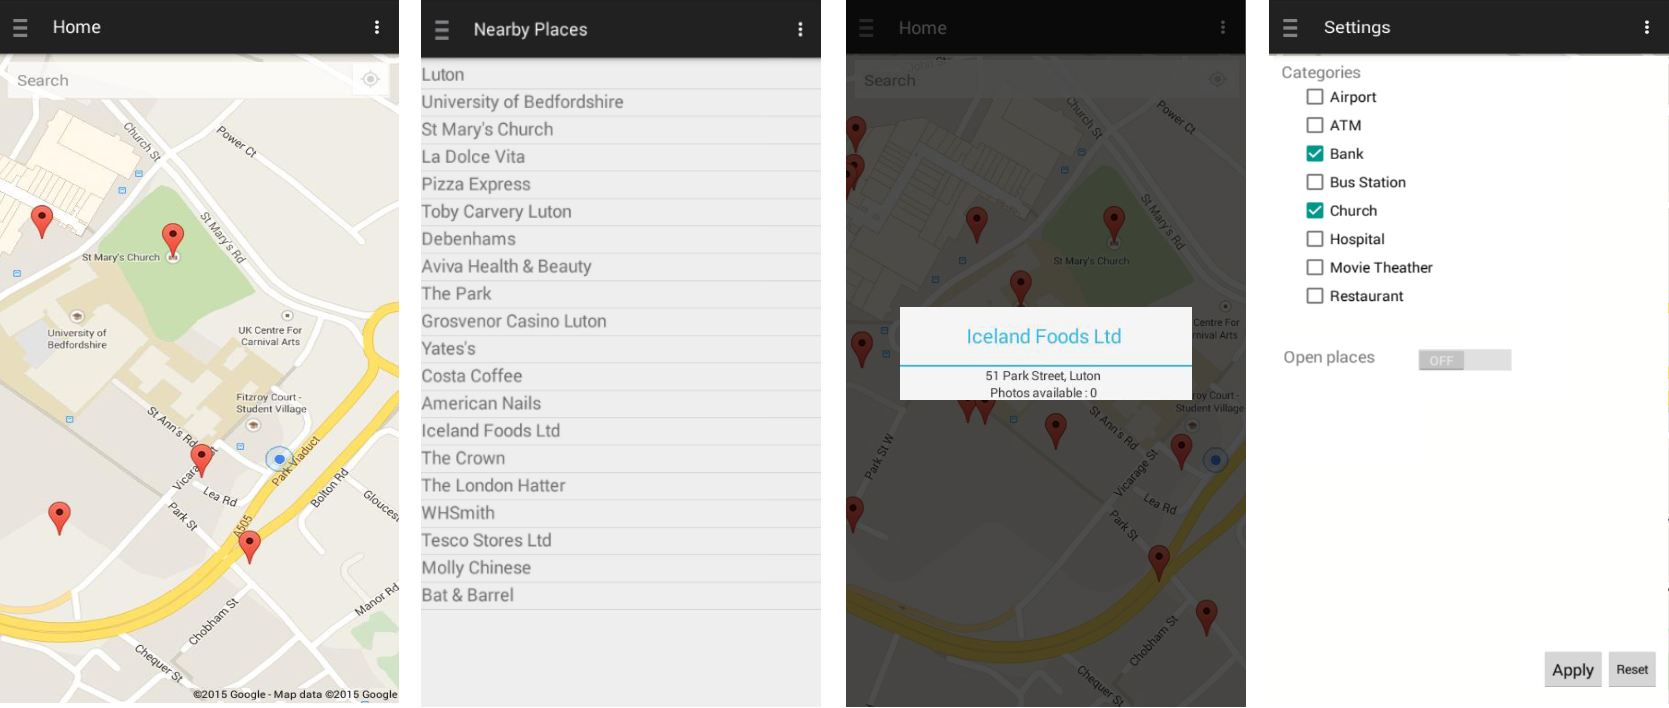 Home
Search
Church St
Power Ct
St Mary's Rd
St Mary's Church
University of
Bedfordshire
UK Centre For
Carnival Arts
Fitzroy Court -
Student Village
St Ann's Rd
Park Viaduct
Vicarage St
Lea Rd
Bolton Rd
Park St
A505
Manor Rd
Chobham St
Chequer St
©2015 Google - Map data ©2015 Google
Nearby Places
Luton
University of Bedfordshire
St Mary's Church
La Dolce Vita
Pizza Express
Toby Carvery Luton
Debenhams
Aviva Health & Beauty
The Park
Grosvenor Casino Luton
Yates's
Costa Coffee
American Nails
Iceland Foods Ltd
The Crown
The London Hatter
WHSmith
Tesco Stores Ltd
Molly Chinese
Bat & Barrel
Home
Search
Church St
Power Ct
St Mary's Rd
St Mary's Church
Centre For
rnival Arts
Iceland Foods Ltd
51 Park Street, Luton
Photos available : 0
roy Court -
Student Village
St Ann's Rd
Park St W
Vicarage St
Lea Rd
Park St
Chobham St
Chequer St
Settings
Categories
Airport
ATM
Bank
Bus Station
Church
Hospital
Movie Theather
Restaurant
Open places
OFF
Apply
Reset